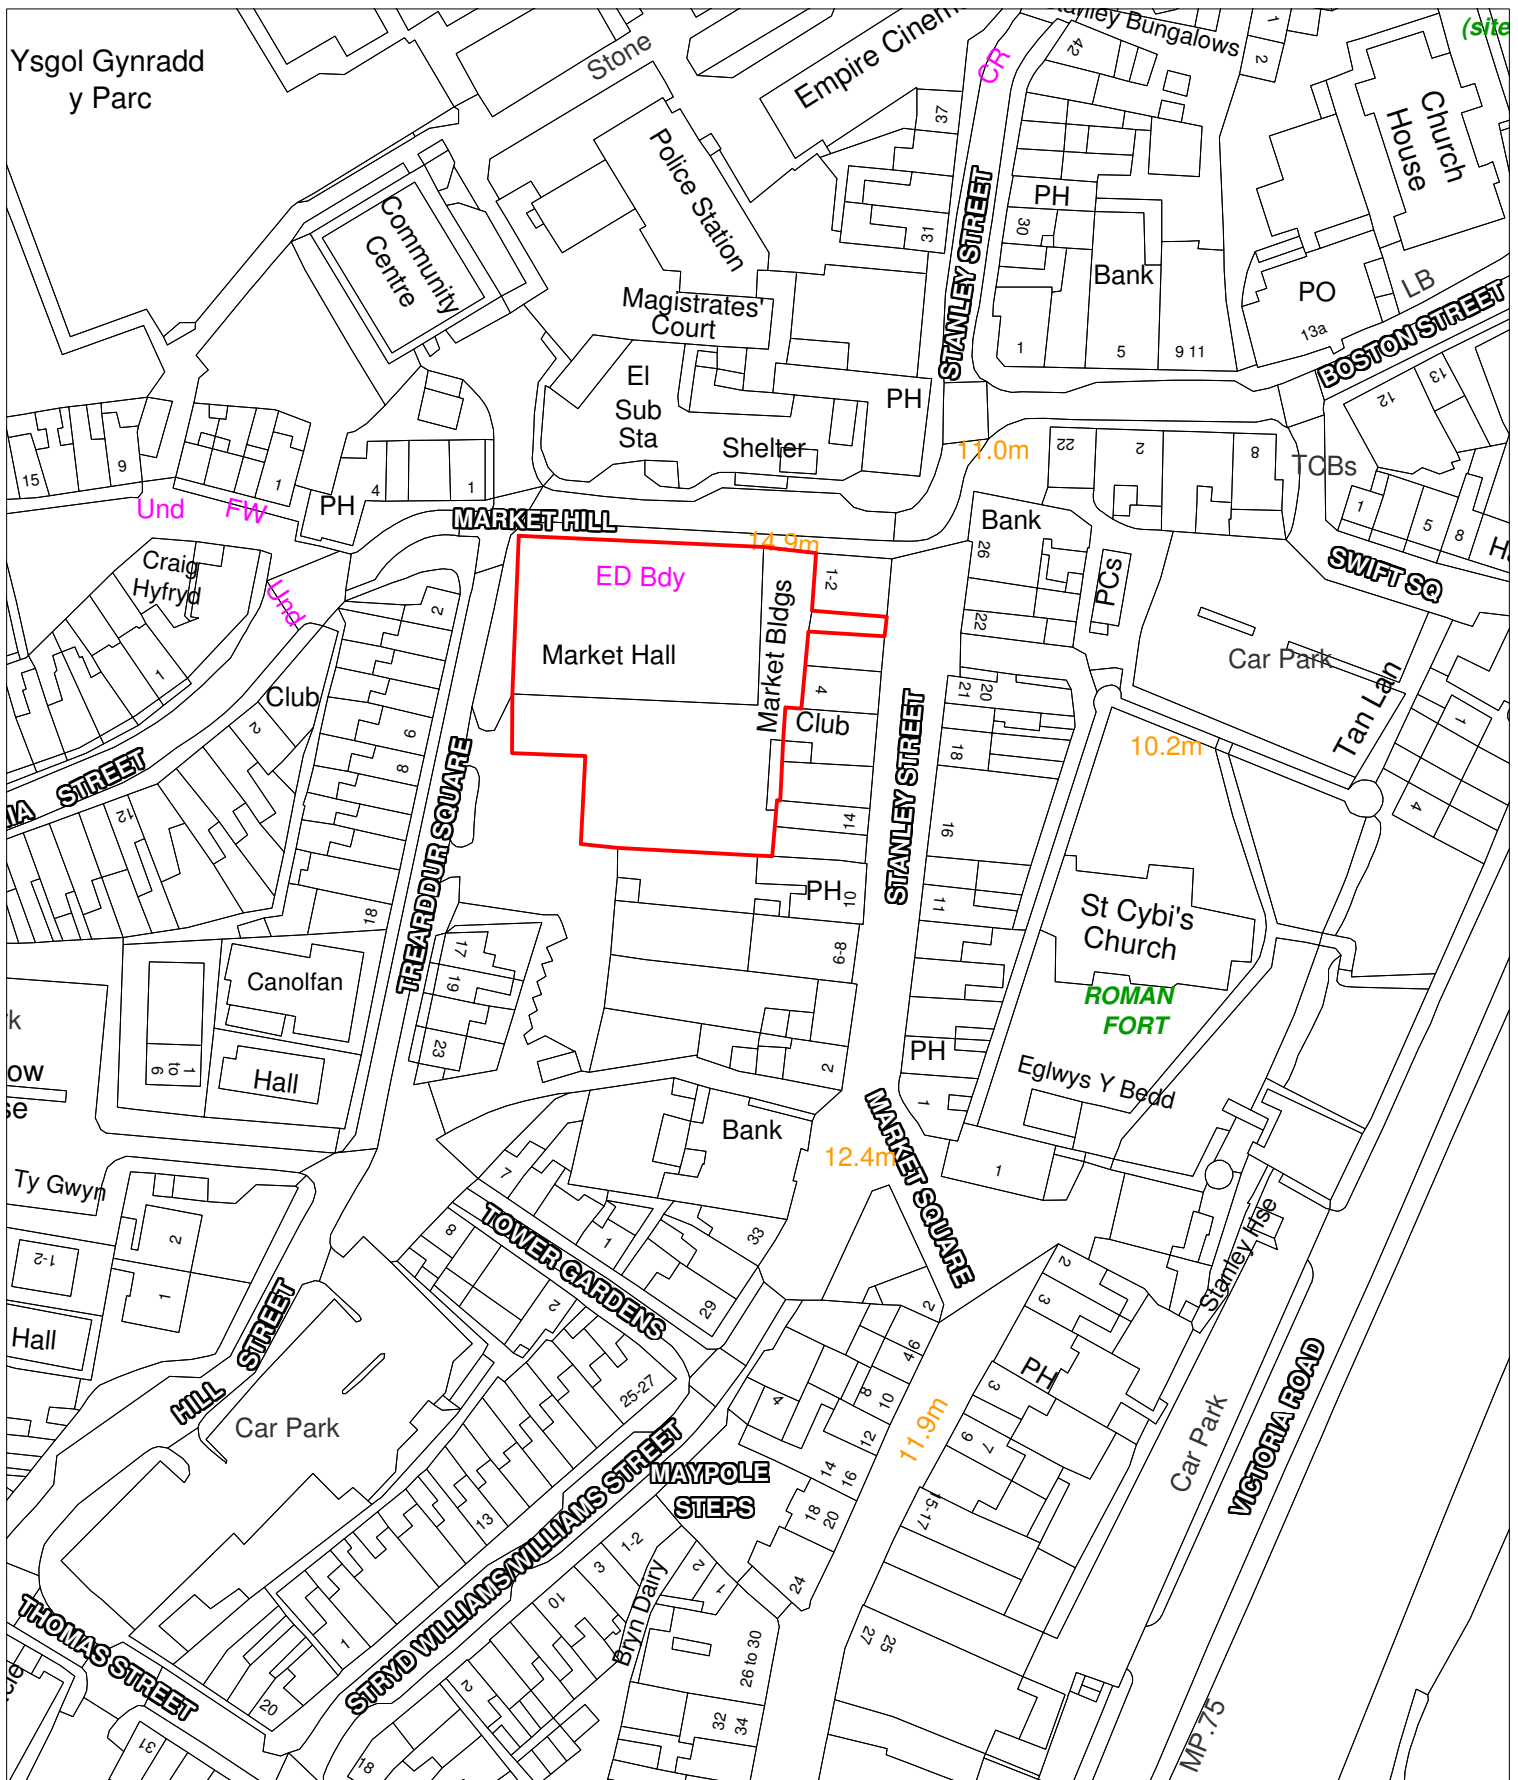 Ysgol Gynradd
y Parc
Stone
Empire Cinem
Stanley Bungalows
(site
CR
42
1
2
37
Church
House
Police Station
Community
Centre
STANLEY STREET
PH
30
31
Bank
PO
LB
13a
BOSTON STREET
Magistrates'
Court
1
5
9 11
El
Sub
Sta
PH
Shelter
11.0m
22
2
8
TCBs
12
13
15
9
1
PH
4
1
Und
FW
MARKET HILL
14.9m
Bank
26
1
5
8
SWIFT SQ
Craig
Hyfryd
Und
ED Bdy
1-2
PCs
2
22
Market Hall
Market Bldgs
Car Park
Tan Lan
1
Club
2
4
Club
21
20
18
10.2m
1
4
STREET
IA
12
6
8
TREARDDUR SQUARE
STANLEY STREET
14
16
PH
10
11
St Cybi's
Church
18
17
19
23
6-8
Canolfan
ROMAN
FORT
k
ow
se
1
to
6
Hall
2
PH
Eglwys Y Bedd
1
Bank
12.4m
MARKET SQUARE
1
Ty Gwyn
7
TOWER GARDENS
8
1
33
2
1
1-2
Hall
Stanley Hse
2
3
29
2
2
4 6
HILL STREET
PH
VICTORIA ROAD
Car Park
25-27
4
8
10
12
3
9
7
11.9m
Car Park
MAYPOLE
STEPS
14
16
18
20
15-17
13
STRYD WILLIAMS/WILLIAMS STREET
1-2
3
10
2
1
24
Bryn Dairy
THOMAS STREET
1
20
26 to 30
27
25
2
32
34
31
18
MP.75